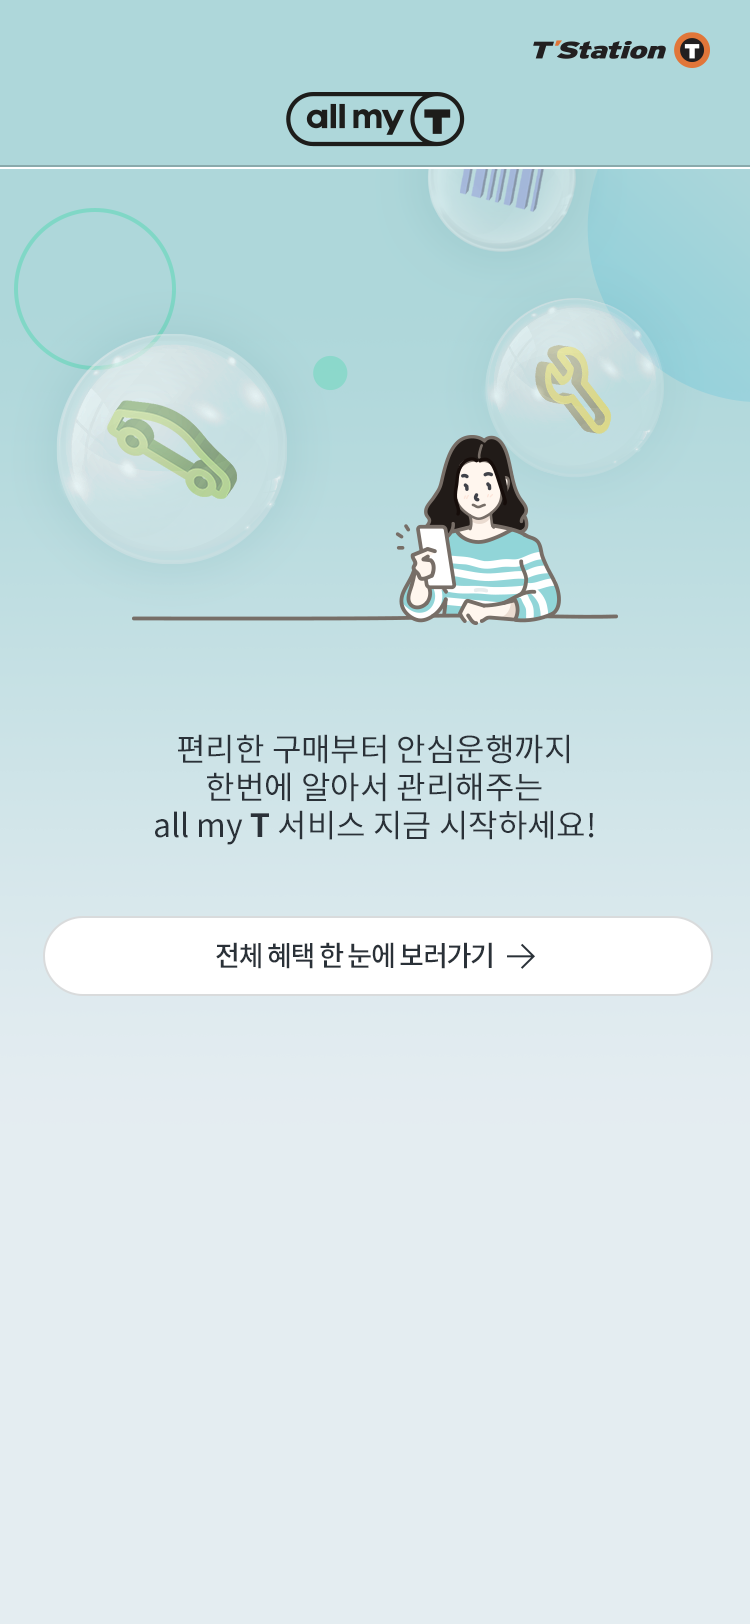 T'Station T
all my T
편리한 구매부터 안심운행까지
한번에 알아서 관리해주는
all my T 서비스 지금 시작하세요!
전체 혜택 한 눈에 보러가기 →